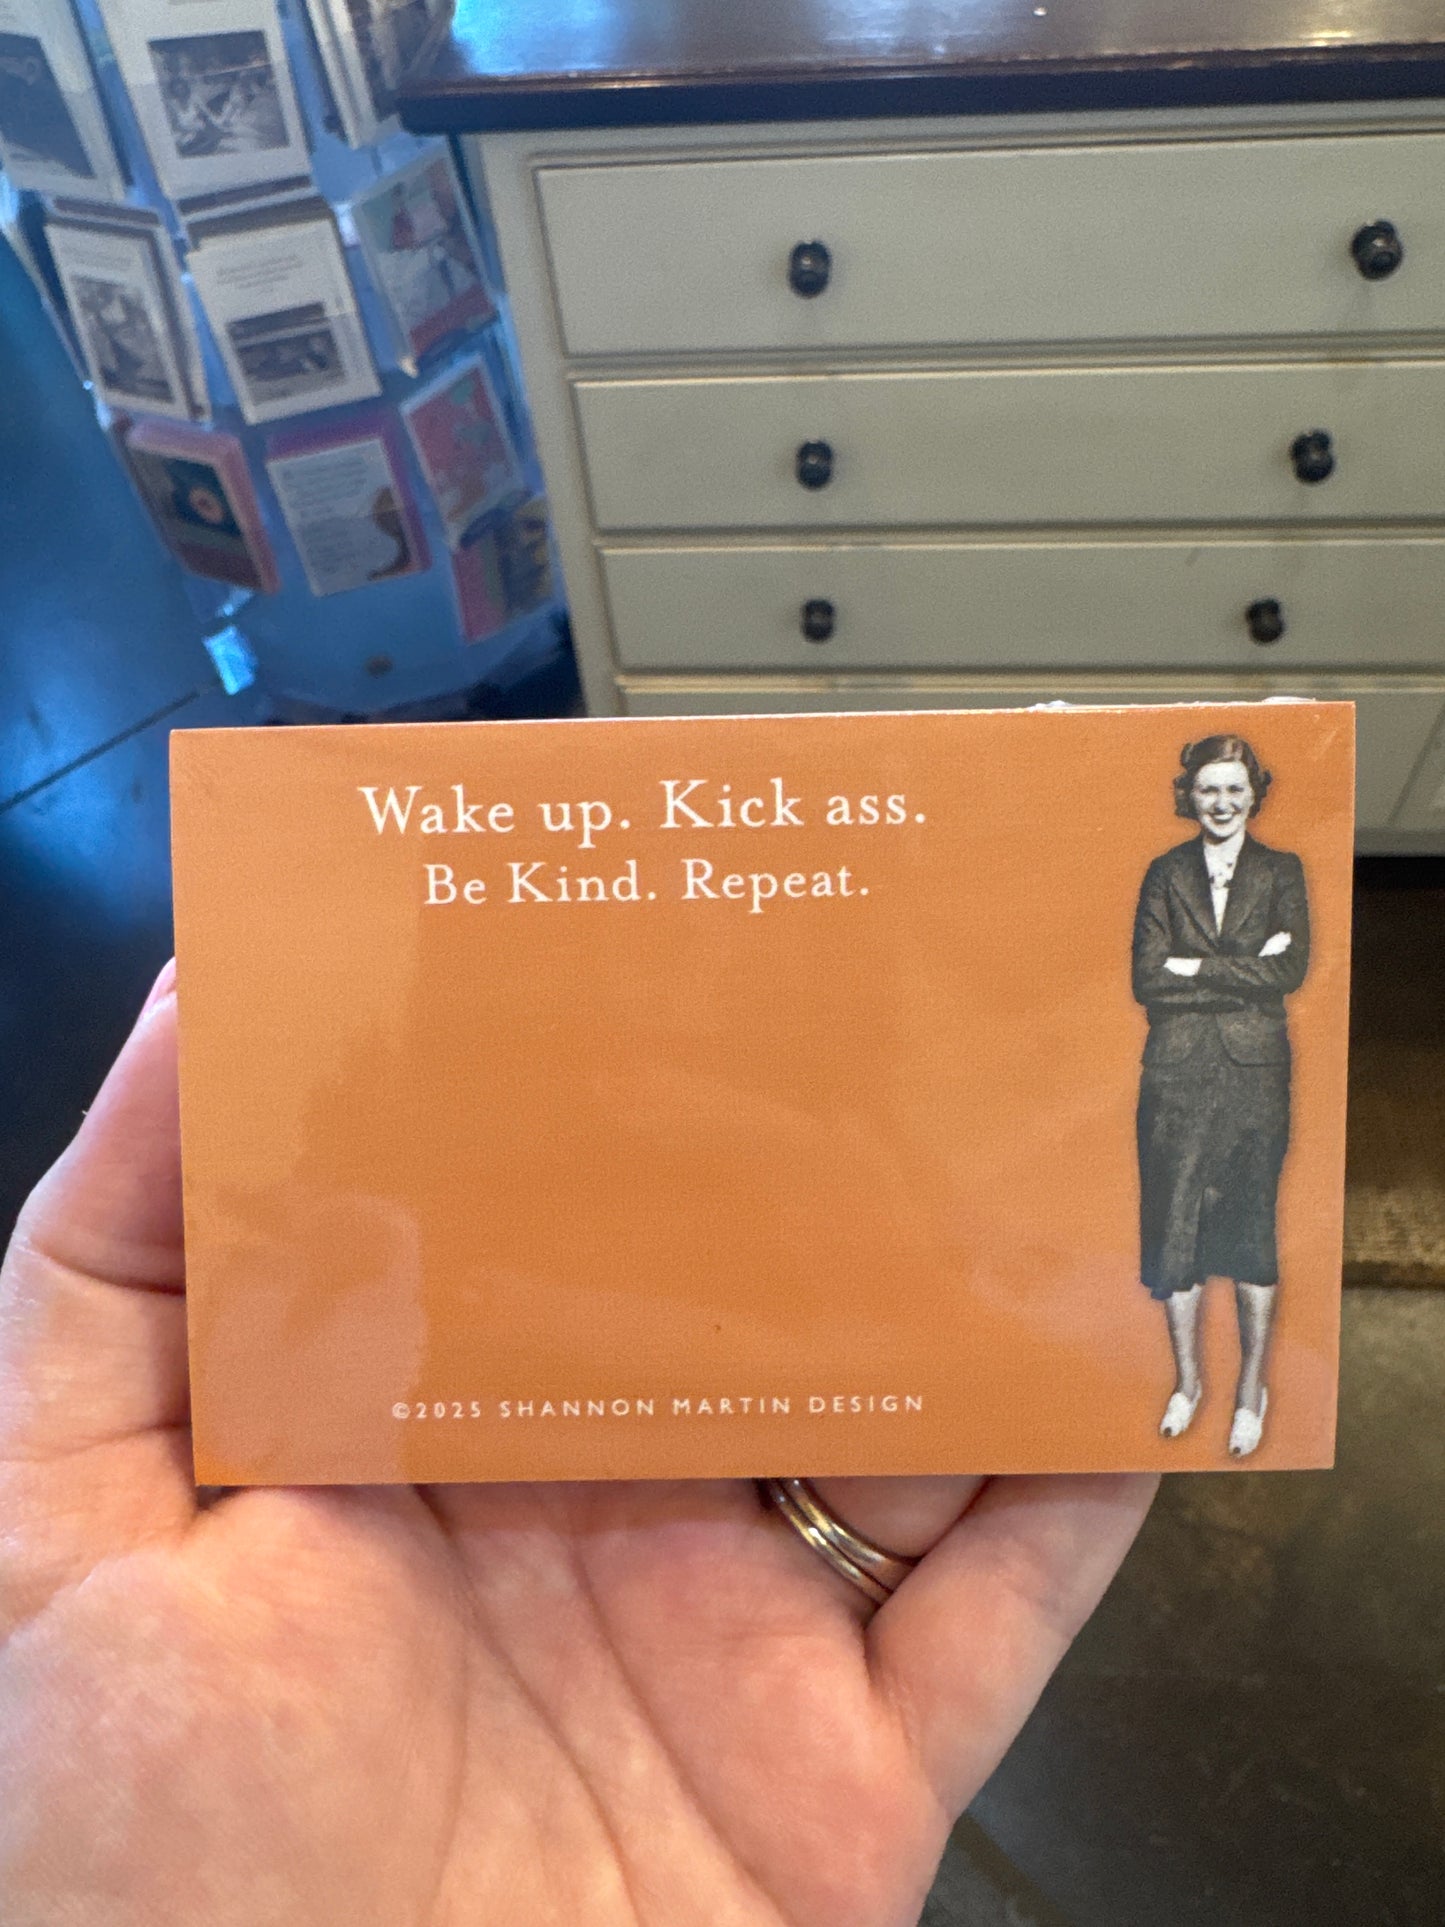 Wake up. Kick ass.
Be Kind. Repeat.
©2025 SHANNON MARTIN DESIGN